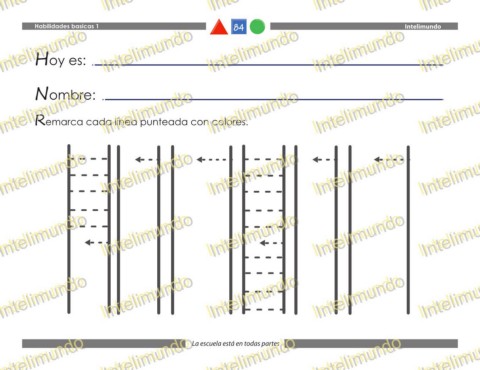 Habilidades basicas 1
84
Intelimundo
Hoy es:
Nombre:
Remarca cada línea punteada con colores.
La escuela está en todas partes
Intelimundo